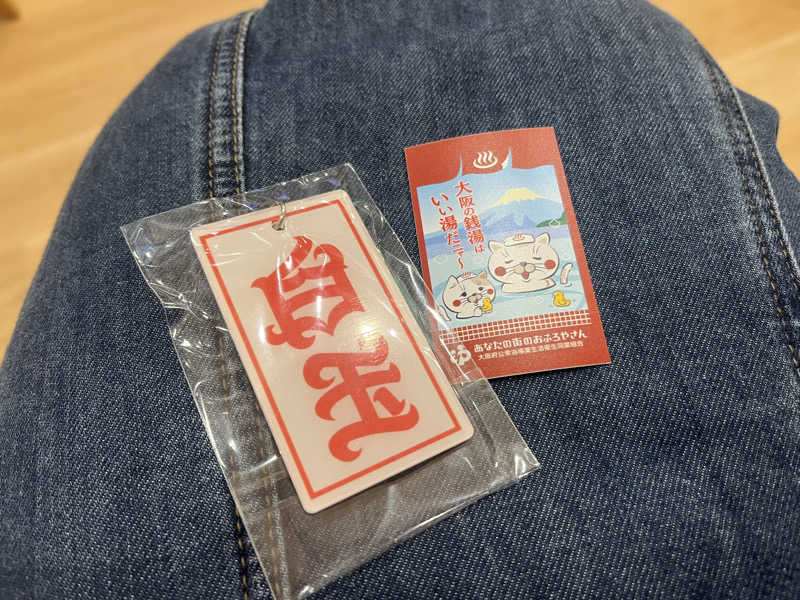 白
玉
大阪の銭湯は
いい湯だニャ〜
あなたの街のおふろやさん
大阪府公衆浴場業生活衛生同業組合